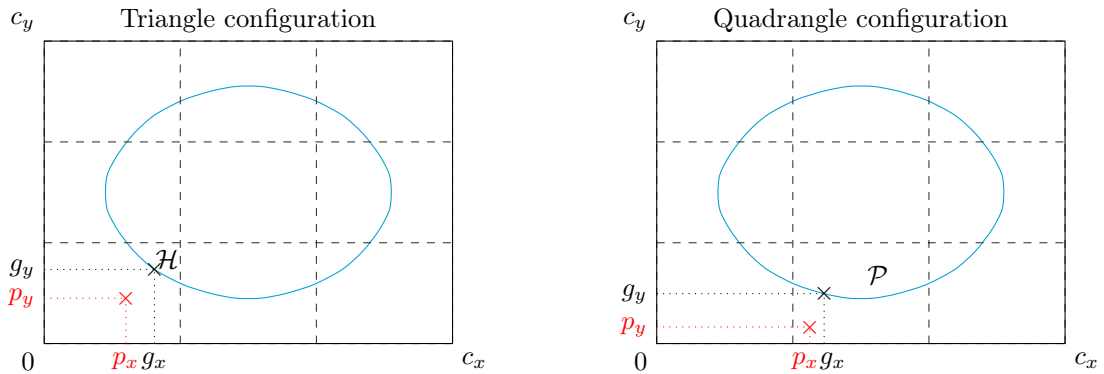 c_y Triangle configuration
ℋ
g_y
p_y
0 p_x g_x c_x
c_y Quadrangle configuration
𝒫
g_y
p_y
0 p_x g_x c_x